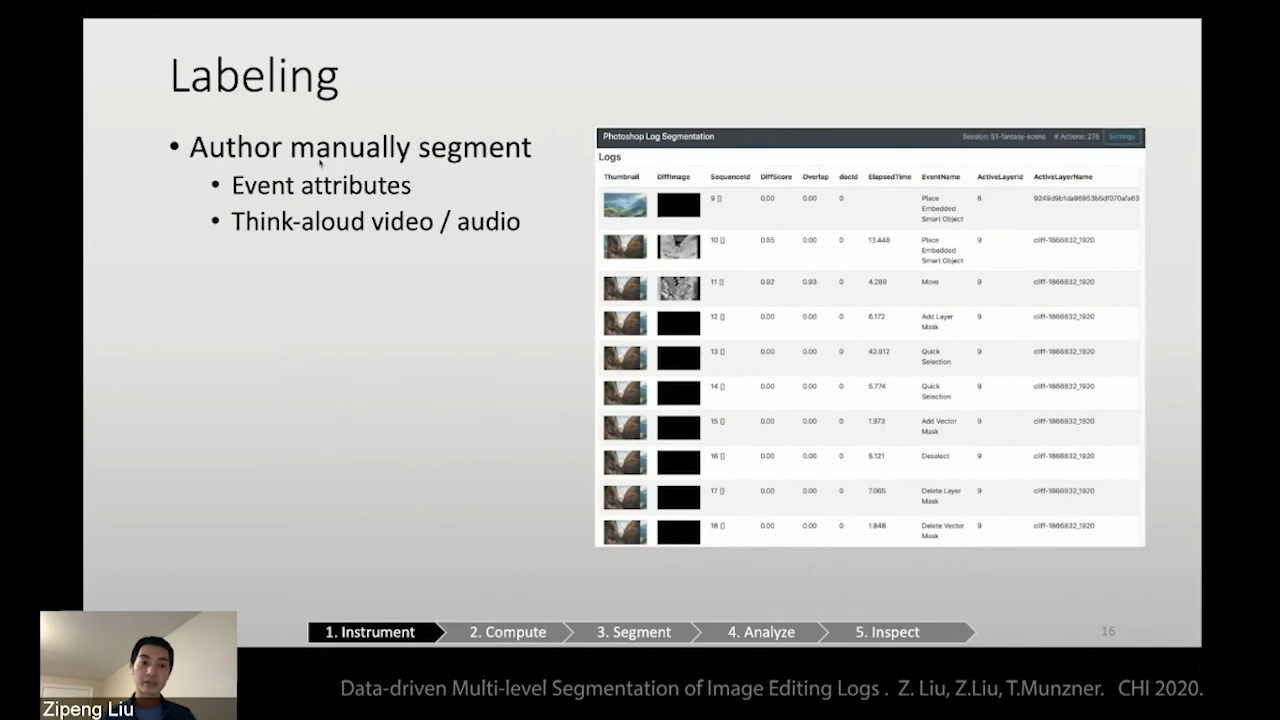 Labeling
• Author manually segment
• Event attributes
• Think-aloud video / audio
Photoshop Log Segmentation Session: S1-fantasy-scene # Actions: 275 Settings
Logs
Thumbnail DiffImage SequenceId DiffScore Overlap docId ElapsedTime EventName ActiveLayerId ActiveLayerName
9 [] 0.00 0.00 0 Place Embedded Smart Object 8
10 [] 0.85 0.00 0 13.448 Place Embedded Smart Object 9 cliff-1866832_1920
11 [] 0.92 0.93 0 4.289 Move 9 cliff-1866832_1920
12 [] 0.00 0.00 0 6.172 Add Layer Mask 9 cliff-1866832_1920
13 [] 0.00 0.00 0 42.912 Quick Selection 9 cliff-1866832_1920
14 [] 0.00 0.00 0 5.774 Quick Selection 9 cliff-1866832_1920
15 [] 0.00 0.00 0 1.973 Add Vector Mask 9 cliff-1866832_1920
16 [] 0.00 0.00 0 5.121 Deselect 9 cliff-1866832_1920
17 [] 0.00 0.00 0 7.065 Delete Layer Mask 9 cliff-1866832_1920
18 [] 0.00 0.00 0 1.848 Delete Vector Mask 9 cliff-1866832_1920
1. Instrument 2. Compute 3. Segment 4. Analyze 5. Inspect 16
Data-driven Multi-level Segmentation of Image Editing Logs . Z. Liu, Z.Liu, T.Munzner. CHI 2020.
Zipeng Liu